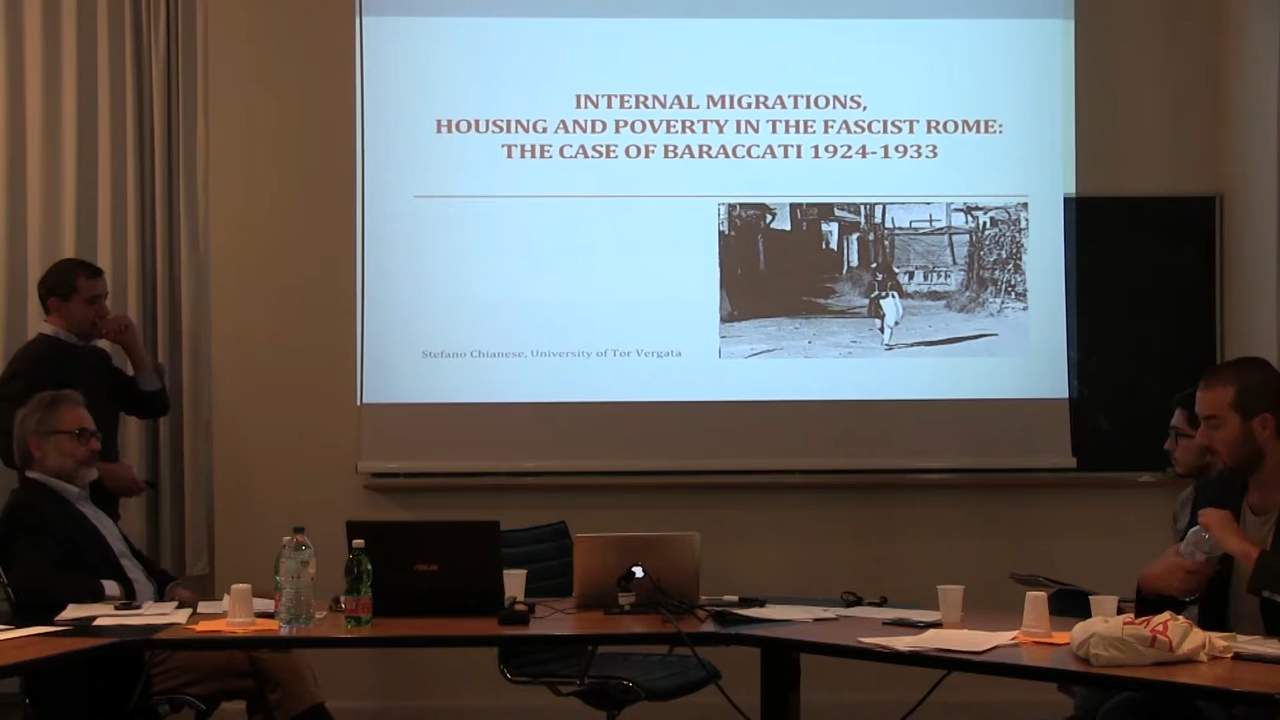 INTERNAL MIGRATIONS,
HOUSING AND POVERTY IN THE FASCIST ROME:
THE CASE OF BARACCATI 1924-1933
Stefano Chianese, University of Tor Vergata
ASUS